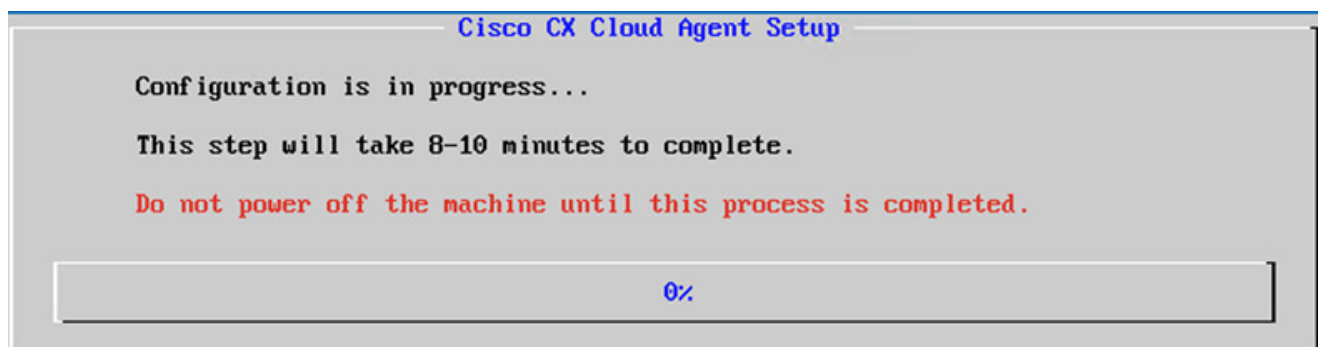 Cisco CX Cloud Agent Setup
Configuration is in progress...
This step will take 8-10 minutes to complete.
Do not power off the machine until this process is completed.
0%